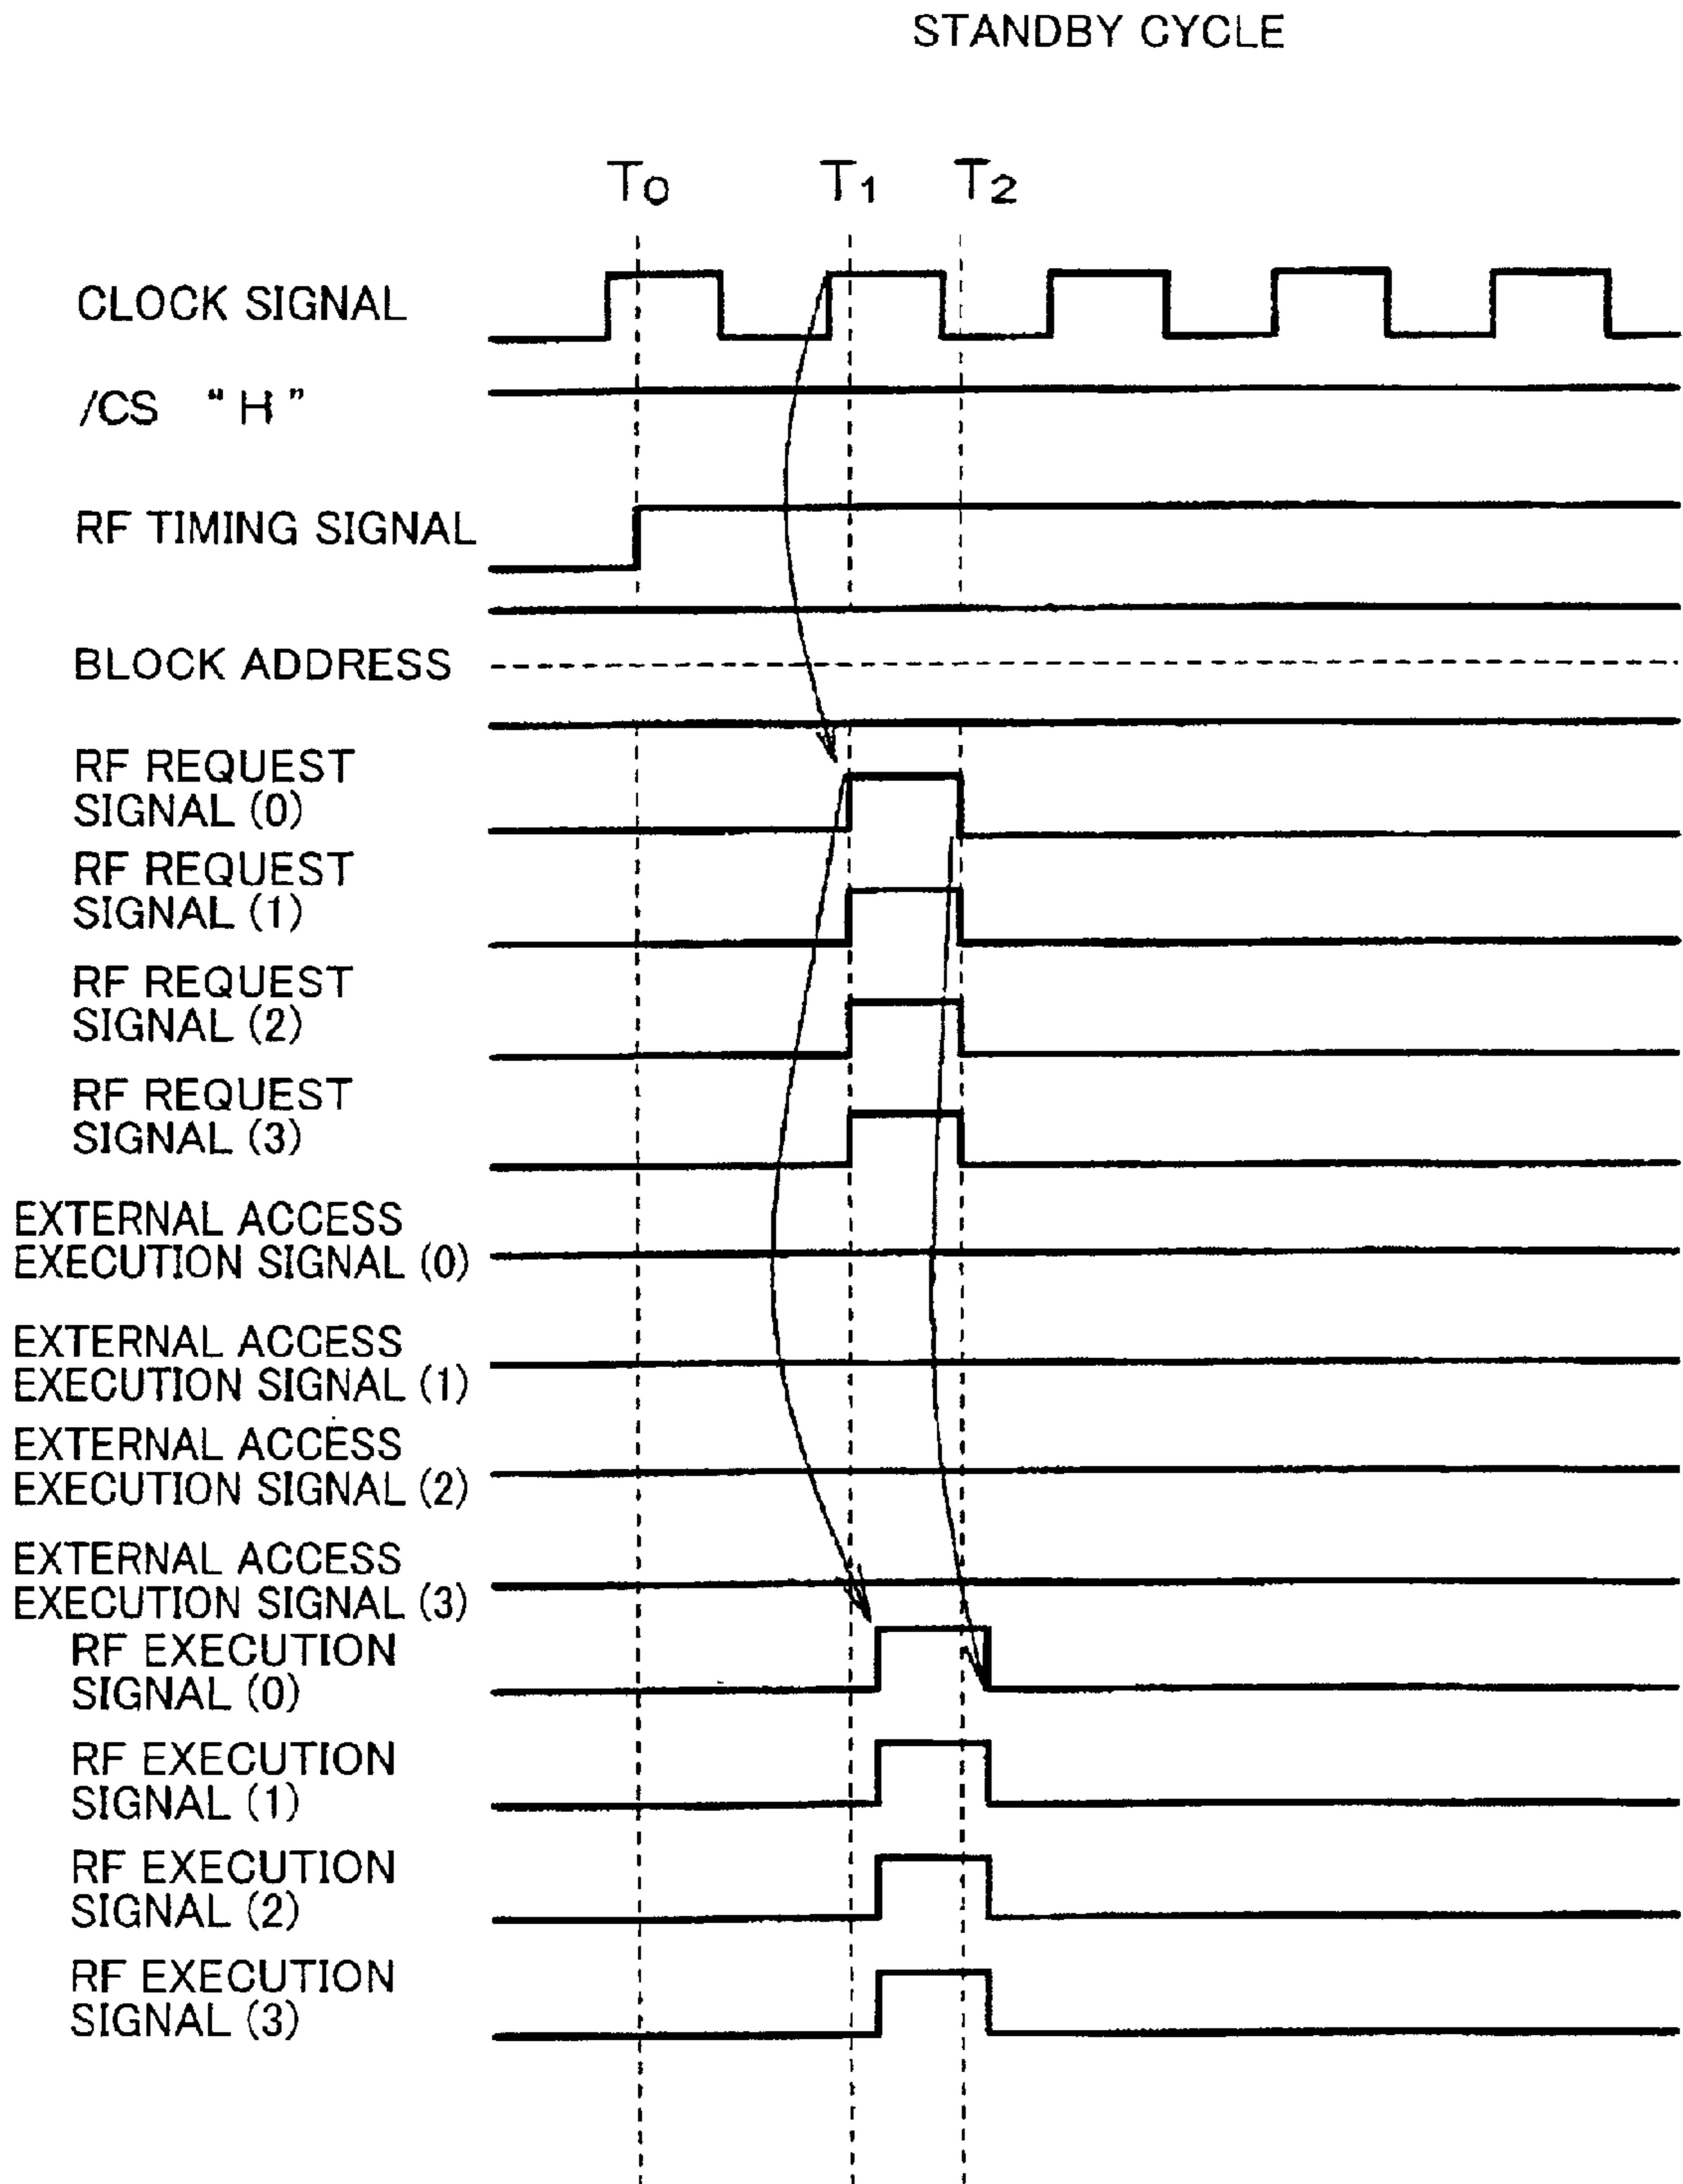 STANDBY CYCLE
T0 T1 T2
CLOCK SIGNAL
/CS "H"
RF TIMING SIGNAL
BLOCK ADDRESS
RF REQUEST
SIGNAL (0)
RF REQUEST
SIGNAL (1)
RF REQUEST
SIGNAL (2)
RF REQUEST
SIGNAL (3)
EXTERNAL ACCESS
EXECUTION SIGNAL (0)
EXTERNAL ACCESS
EXECUTION SIGNAL (1)
EXTERNAL ACCESS
EXECUTION SIGNAL (2)
EXTERNAL ACCESS
EXECUTION SIGNAL (3)
RF EXECUTION
SIGNAL (0)
RF EXECUTION
SIGNAL (1)
RF EXECUTION
SIGNAL (2)
RF EXECUTION
SIGNAL (3)